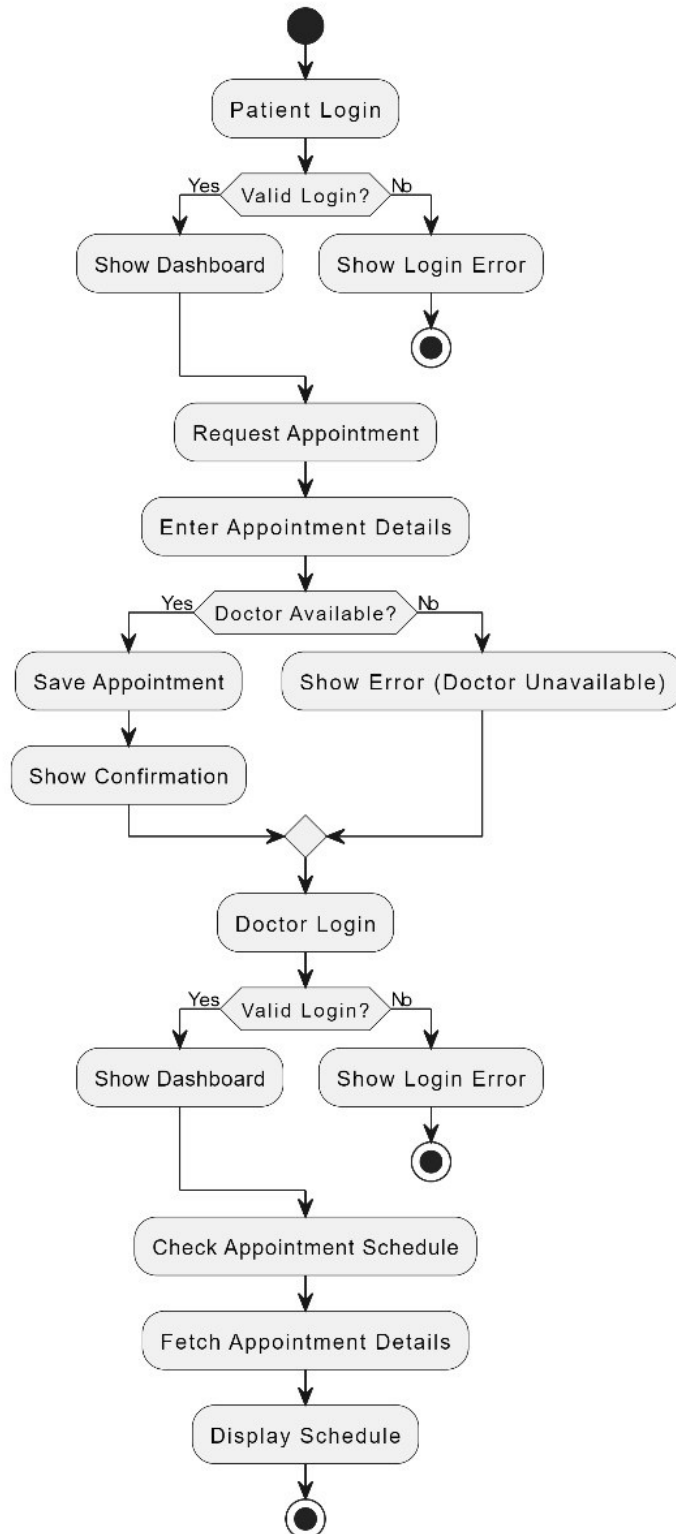 Patient Login
Yes
Valid Login?
No
Show Dashboard
Show Login Error
Request Appointment
Enter Appointment Details
Yes
Doctor Available?
No
Save Appointment
Show Error (Doctor Unavailable)
Show Confirmation
Doctor Login
Yes
Valid Login?
No
Show Dashboard
Show Login Error
Check Appointment Schedule
Fetch Appointment Details
Display Schedule